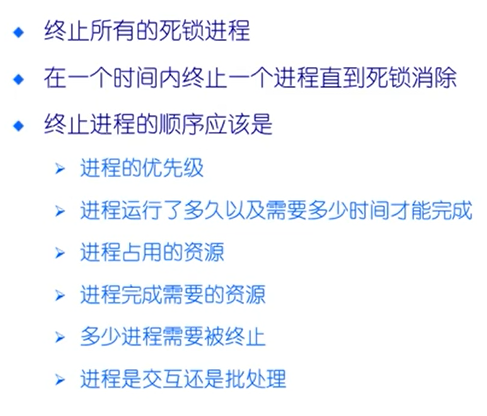 终止所有的死锁进程
在一个时间内终止一个进程直到死锁消除
终止进程的顺序应该是
进程的优先级
进程运行了多久以及需要多少时间才能完成
进程占用的资源
进程完成需要的资源
多少进程需要被终止
进程是交互还是批处理